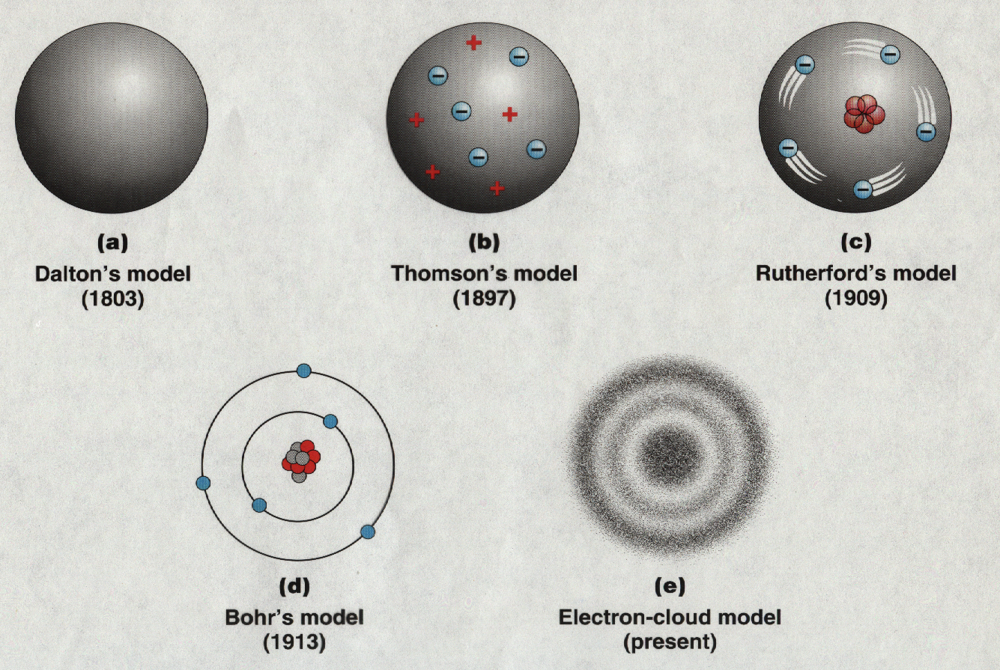 (a)
Dalton's model
(1803)
(b)
Thomson's model
(1897)
(c)
Rutherford's model
(1909)
(d)
Bohr's model
(1913)
(e)
Electron-cloud model
(present)